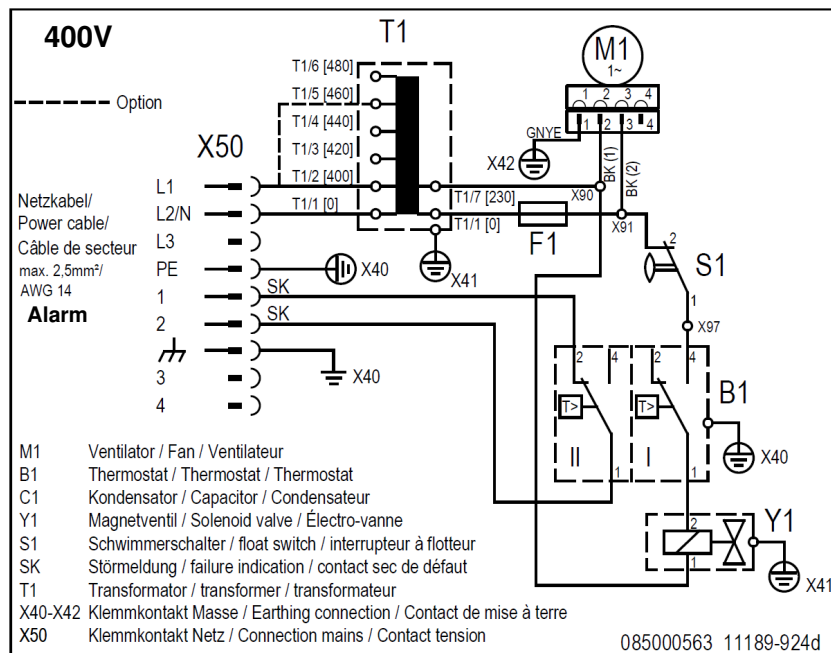 400V
T1
M1
1~
Option
T1/6 [480]
T1/5 [460]
T1/4 [440]
T1/3 [420]
T1/2 [400]
T1/1 [0]
T1/7 [230]
T1/1 [0]
1 2 3 4
1 2 3 4
GNYE
X42
BK (1)
BK (2)
X90
X91
F1
X41
X50
Netzkabel/
Power cable/
Câble de secteur
max. 2,5mm²/
AWG 14
Alarm
L1
L2/N
L3
PE
1
2
3
4
X40
SK
SK
X40
2
S1
1
X97
2 4
2 4
T>
T>
II
I
1
1
B1
X40
2
1
Y1
X41
M1 Ventilator / Fan / Ventilateur
B1 Thermostat / Thermostat / Thermostat
C1 Kondensator / Capacitor / Condensateur
Y1 Magnetventil / Solenoid valve / Électro-vanne
S1 Schwimmerschalter / float switch / interrupteur à flotteur
SK Störmeldung / failure indication / contact sec de défaut
T1 Transformator / transformer / transformateur
X40-X42 Klemmkontakt Masse / Earthing connection / Contact de mise à terre
X50 Klemmkontakt Netz / Connection mains / Contact tension
085000563 11189-924d